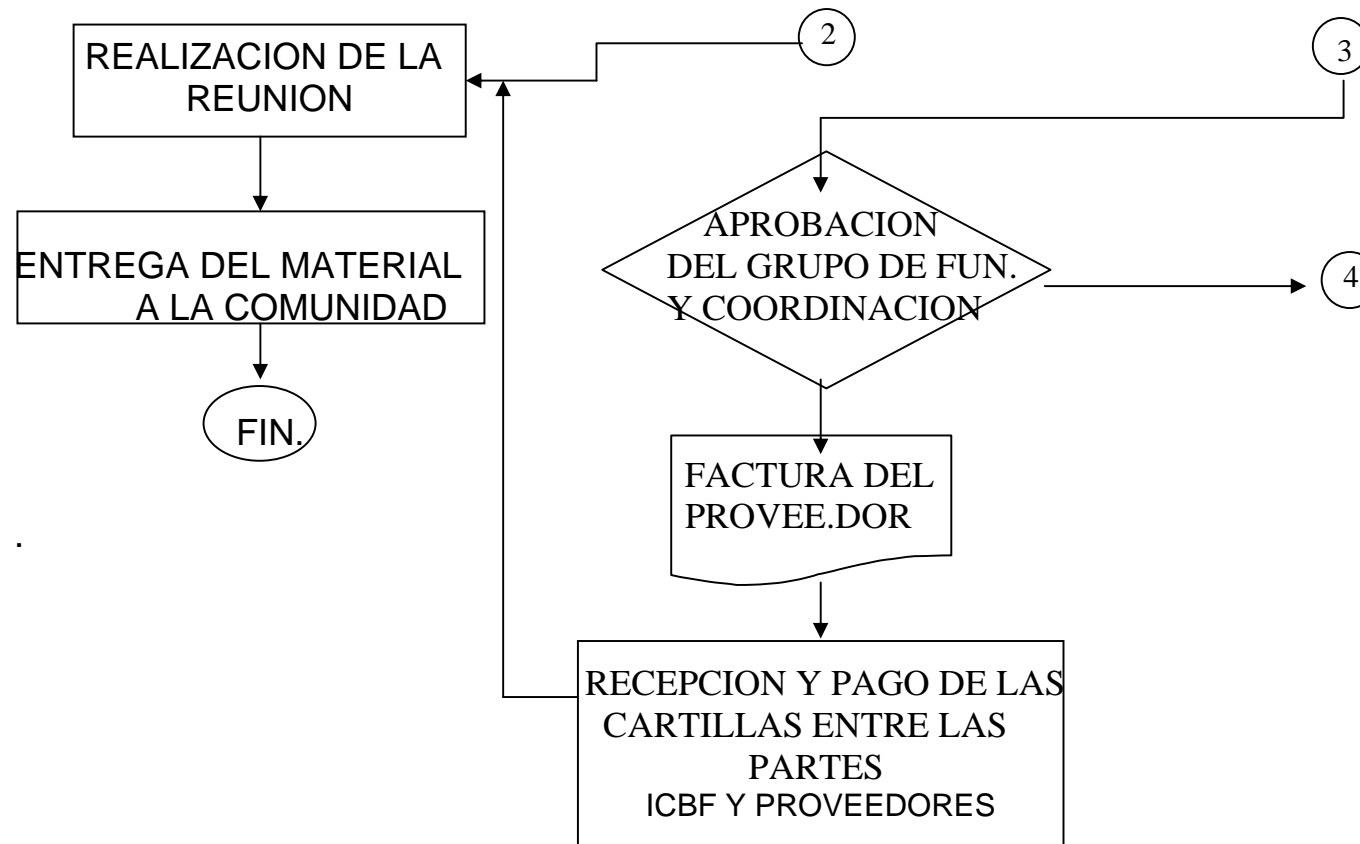 2
3
REALIZACION DE LA
REUNION
APROBACION
DEL GRUPO DE FUN.
Y COORDINACION
4
ENTREGA DEL MATERIAL
A LA COMUNIDAD
FIN.
FACTURA DEL
PROVEE.DOR
.
RECEPCION Y PAGO DE LAS
CARTILLAS ENTRE LAS
PARTES
ICBF Y PROVEEDORES